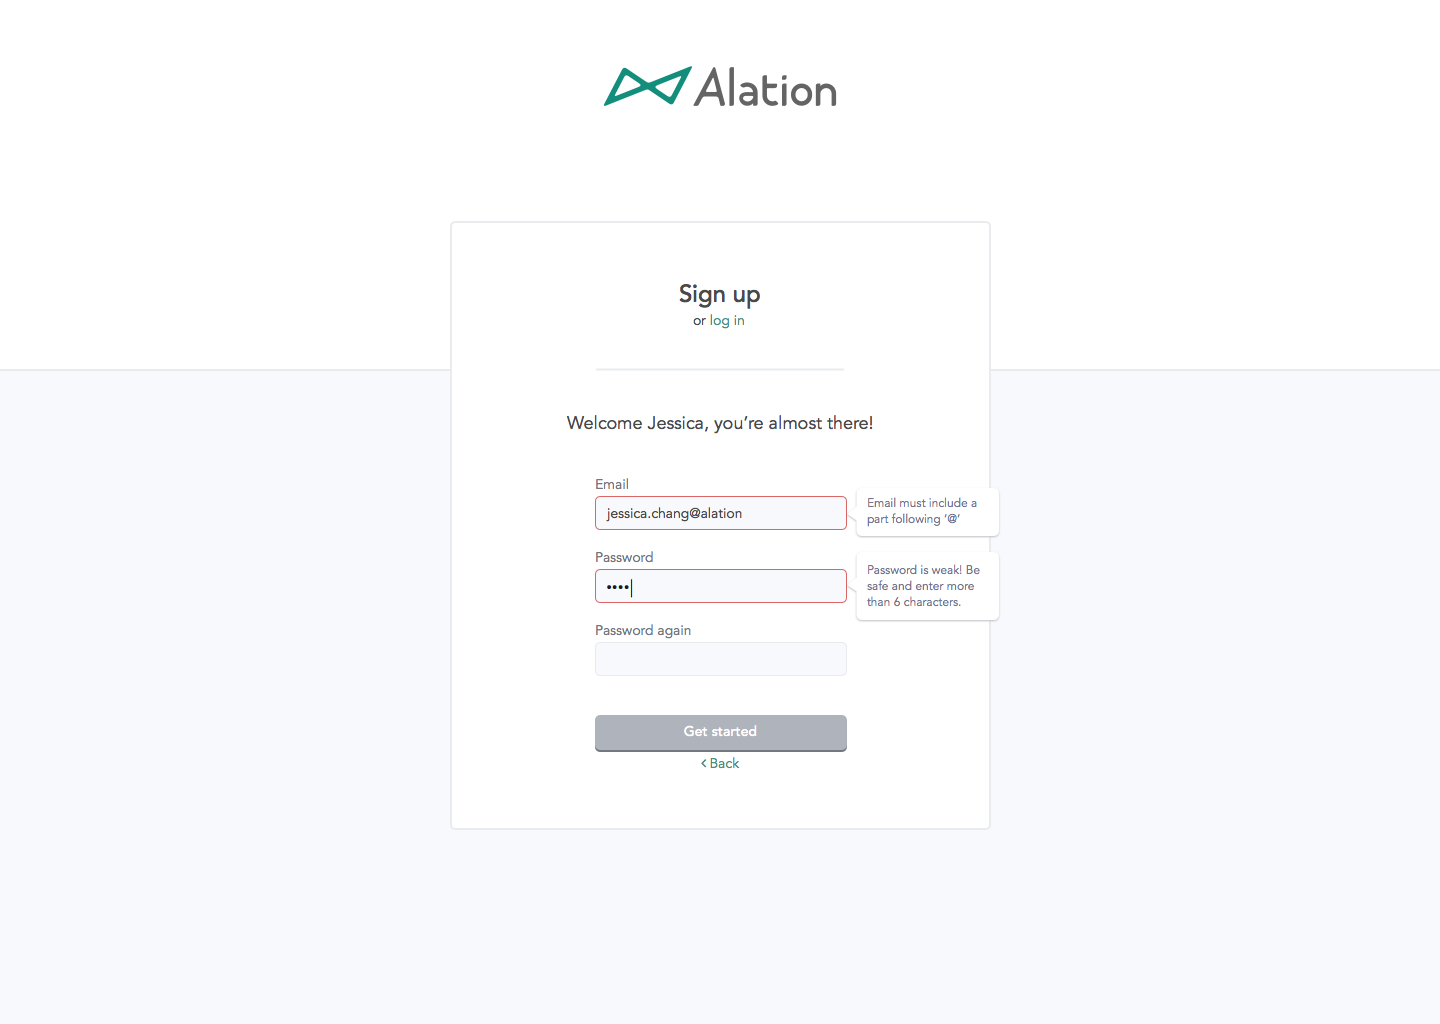 Alation
Sign up
or log in
Welcome Jessica, you’re almost there!
Email
jessica.chang@alation
Email must include a
part following ‘@’
Password
••••
Password is weak! Be
safe and enter more
than 6 characters.
Password again
Get started
‹ Back